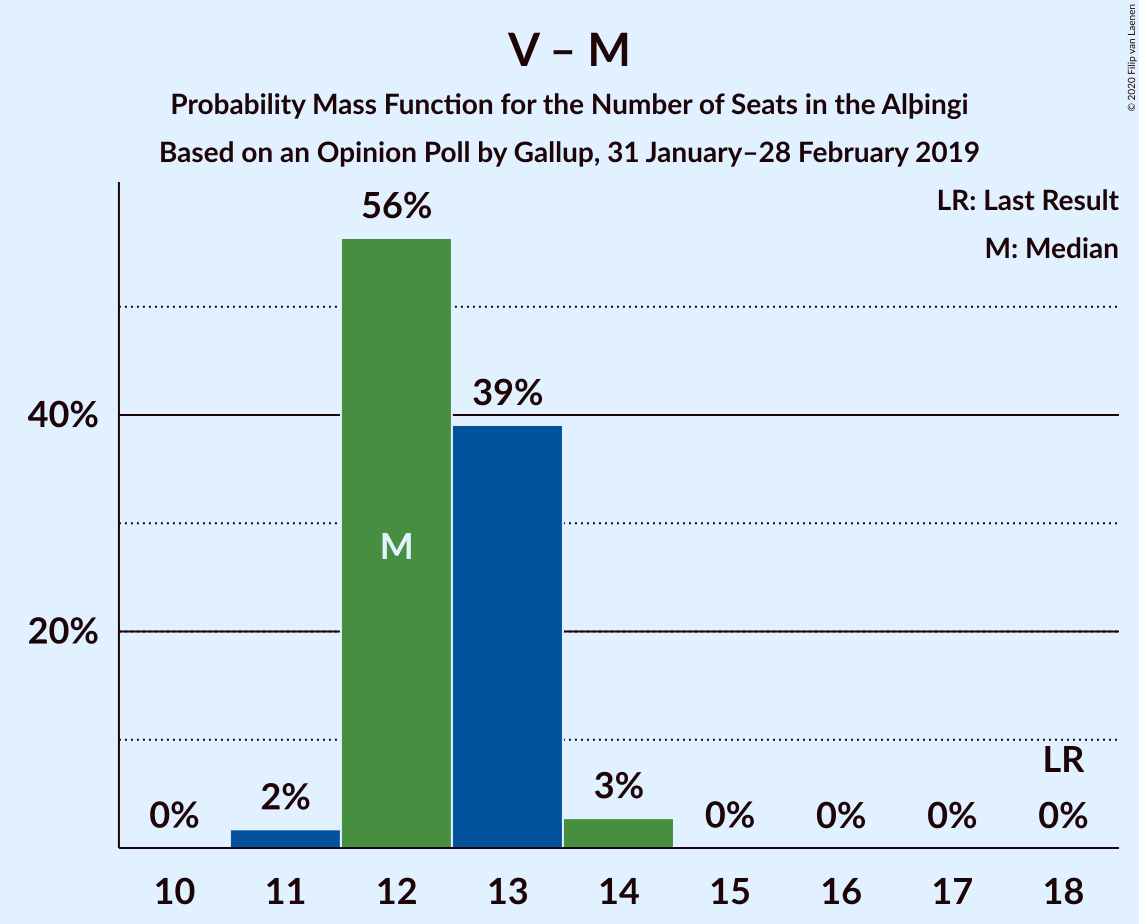 V – M
Probability Mass Function for the Number of Seats in the Alþingi
Based on an Opinion Poll by Gallup, 31 January–28 February 2019
© 2020 Filip van Laenen
LR: Last Result
M: Median
56%
39%
40%
M
20%
LR
0%
2%
3%
0%
0%
0%
0%
10
11
12
13
14
15
16
17
18